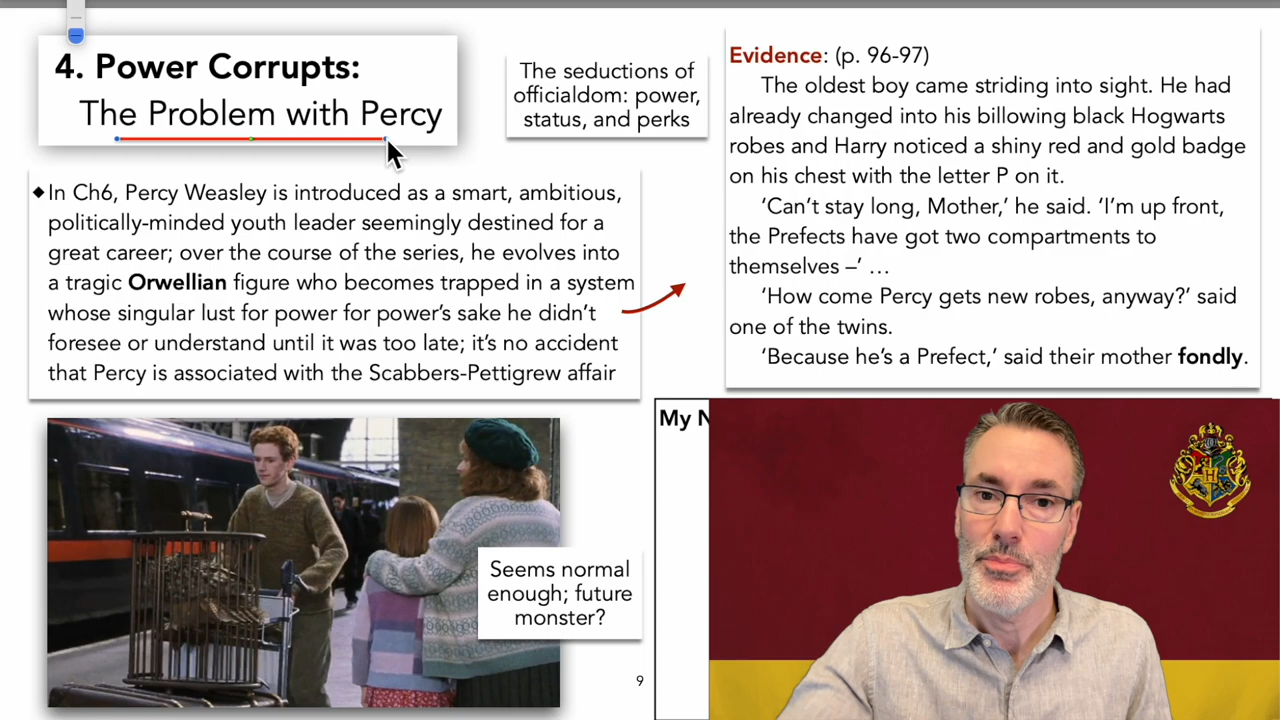 4. Power Corrupts:
The Problem with Percy
The seductions of
officialdom: power,
status, and perks
◆In Ch6, Percy Weasley is introduced as a smart, ambitious,
politically-minded youth leader seemingly destined for a
great career; over the course of the series, he evolves into
a tragic Orwellian figure who becomes trapped in a system
whose singular lust for power for power’s sake he didn’t
foresee or understand until it was too late; it’s no accident
that Percy is associated with the Scabbers-Pettigrew affair
Evidence: (p. 96-97)
The oldest boy came striding into sight. He had
already changed into his billowing black Hogwarts
robes and Harry noticed a shiny red and gold badge
on his chest with the letter P on it.
‘Can’t stay long, Mother,’ he said. ‘I’m up front,
the Prefects have got two compartments to
themselves –’ …
‘How come Percy gets new robes, anyway?’ said
one of the twins.
‘Because he’s a Prefect,’ said their mother fondly.
Seems normal
enough; future
monster?
My
9